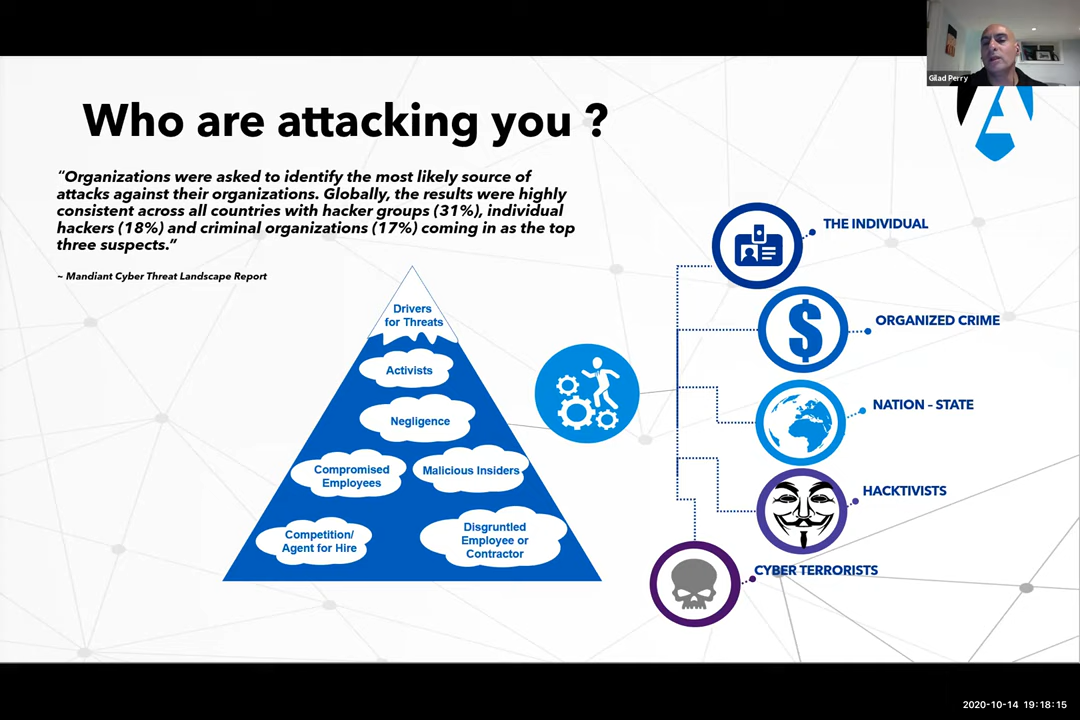 Gilad Perry
Who are attacking you ?
“Organizations were asked to identify the most likely source of
attacks against their organizations. Globally, the results were highly
consistent across all countries with hacker groups (31%), individual
hackers (18%) and criminal organizations (17%) coming in as the top
three suspects.”
~ Mandiant Cyber Threat Landscape Report
Drivers
for Threats
Activists
Negligence
Compromised
Employees
Malicious Insiders
Competition/
Agent for Hire
Disgruntled
Employee or
Contractor
THE INDIVIDUAL
$
ORGANIZED CRIME
NATION – STATE
HACKTIVISTS
CYBER TERRORISTS
2020-10-14 19:18:15